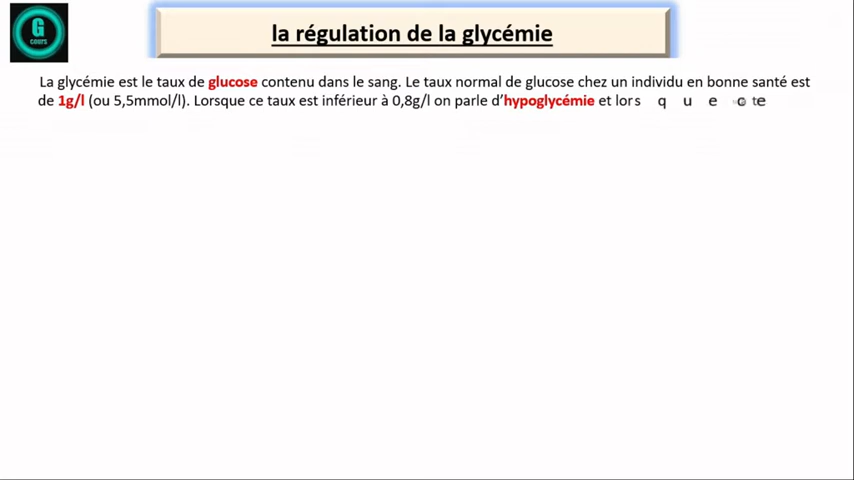 G
cours
la régulation de la glycémie
La glycémie est le taux de glucose contenu dans le sang. Le taux normal de glucose chez un individu en bonne santé est
de 1g/l (ou 5,5mmol/l). Lorsque ce taux est inférieur à 0,8g/l on parle d'hypoglycémie et lorsque